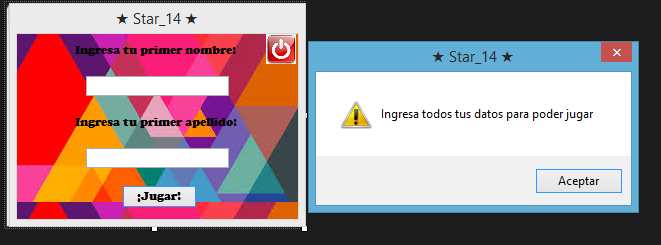 ★ Star_14 ★
Ingresa tu primer nombre:
Ingresa tu primer apellido:
¡Jugar!
★ Star_14 ★
Ingresa todos tus datos para poder jugar
Aceptar